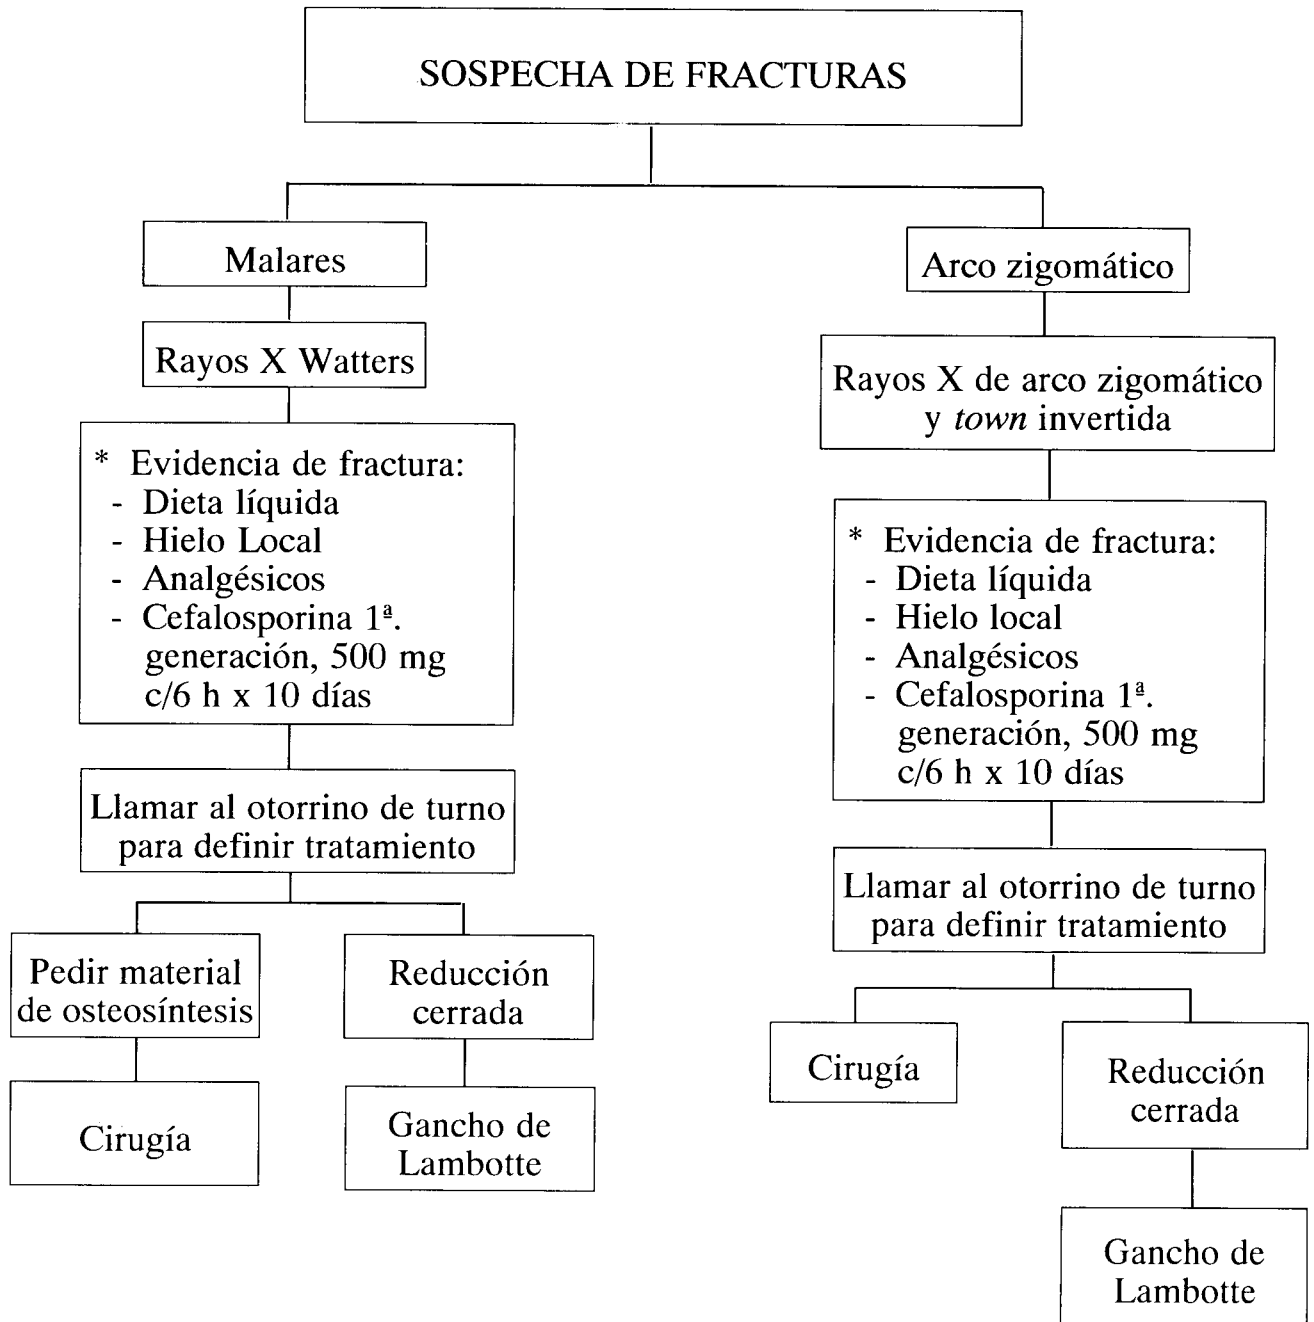 SOSPECHA DE FRACTURAS
Malares
Rayos X Watters
* Evidencia de fractura:
- Dieta líquida
- Hielo Local
- Analgésicos
- Cefalosporina 1ª.
generación, 500 mg
c/6 h x 10 días
Llamar al otorrino de turno
para definir tratamiento
Pedir material
de osteosíntesis
Cirugía
Reducción
cerrada
Gancho de
Lambotte
Arco zigomático
Rayos X de arco zigomático
y town invertida
* Evidencia de fractura:
- Dieta líquida
- Hielo local
- Analgésicos
- Cefalosporina 1ª.
generación, 500 mg
c/6 h x 10 días
Llamar al otorrino de turno
para definir tratamiento
Cirugía
Reducción
cerrada
Gancho de
Lambotte